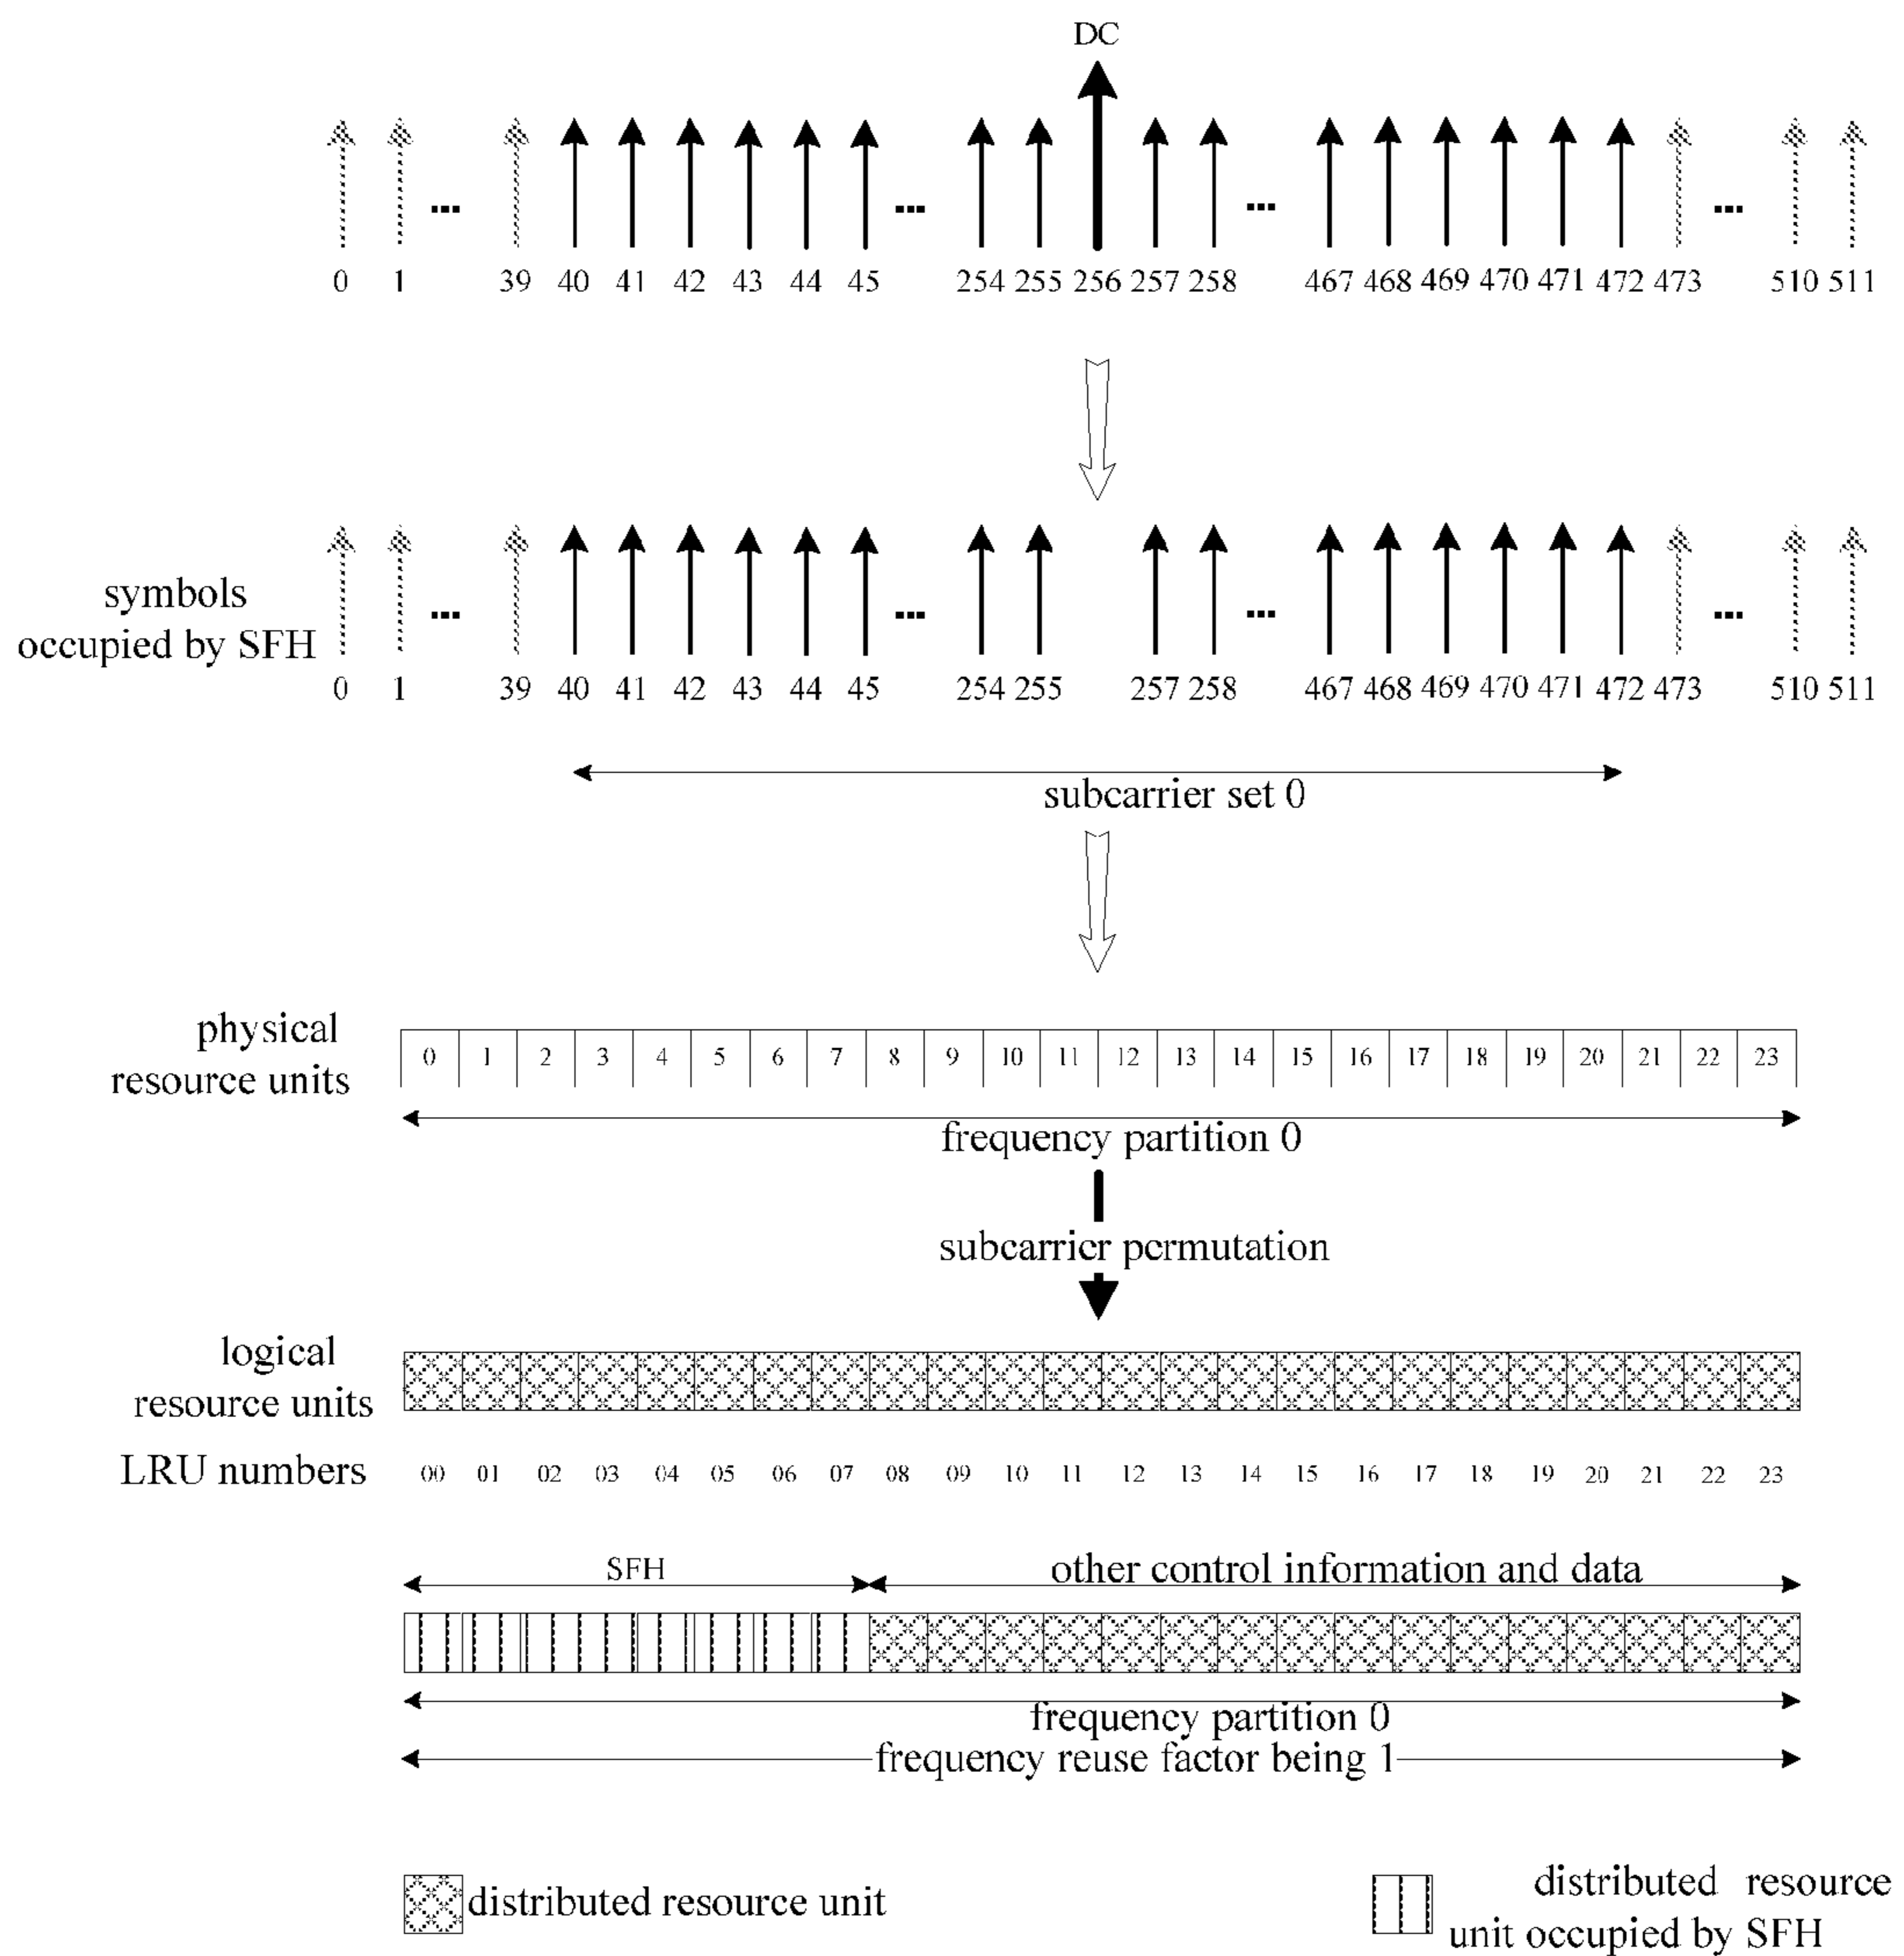 DC
... ... ... ...
0 1 39 40 41 42 43 44 45 254 255 256 257 258 467 468 469 470 471 472 473 510 511
symbols
occupied by SFH
... ... ... ...
0 1 39 40 41 42 43 44 45 254 255 257 258 467 468 469 470 471 472 473 510 511
subcarrier set 0
physical
resource units
0 1 2 3 4 5 6 7 8 9 10 11 12 13 14 15 16 17 18 19 20 21 22 23
frequency partition 0
subcarrier permutation
logical
resource units
LRU numbers 00 01 02 03 04 05 06 07 08 09 10 11 12 13 14 15 16 17 18 19 20 21 22 23
SFH other control information and data
frequency partition 0
frequency reuse factor being 1
distributed resource unit
distributed resource
unit occupied by SFH